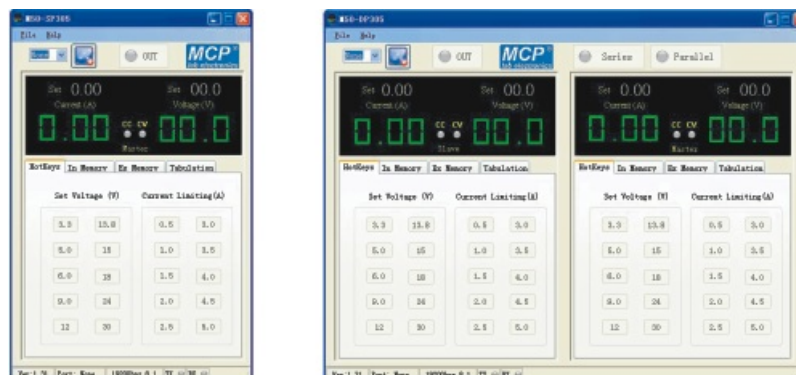 M50-SP305
File Help
None OUT MCP
lab electronics
Set 0.00 Set 00.0
Current (A) Voltage (V)
0.00 CC CV 00.0
Master
HotKeys In Memory Ex Memory Tabulation
Set Voltage (V) Current Limiting(A)
3.3 13.8 0.5 3.0
5.0 15 1.0 3.5
6.0 18 1.5 4.0
9.0 24 2.0 4.5
12 30 2.5 5.0
M50-DP305
File Help
None OUT MCP Series Parallel
lab electronics
Set 0.00 Set 00.0
Current (A) Voltage (V)
0.00 CC CV 00.0
Slave
HotKeys In Memory Ex Memory Tabulation
Set Voltage (V) Current Limiting(A)
3.3 13.8 0.5 3.0
5.0 15 1.0 3.5
6.0 18 1.5 4.0
9.0 24 2.0 4.5
12 30 2.5 5.0
Set 0.00 Set 00.0
Current (A) Voltage (V)
0.00 CC CV 00.0
Master
HotKeys In Memory Ex Memory Tabulation
Set Voltage (V) Current Limiting(A)
3.3 13.8 0.5 3.0
5.0 15 1.0 3.5
6.0 18 1.5 4.0
9.0 24 2.0 4.5
12 30 2.5 5.0